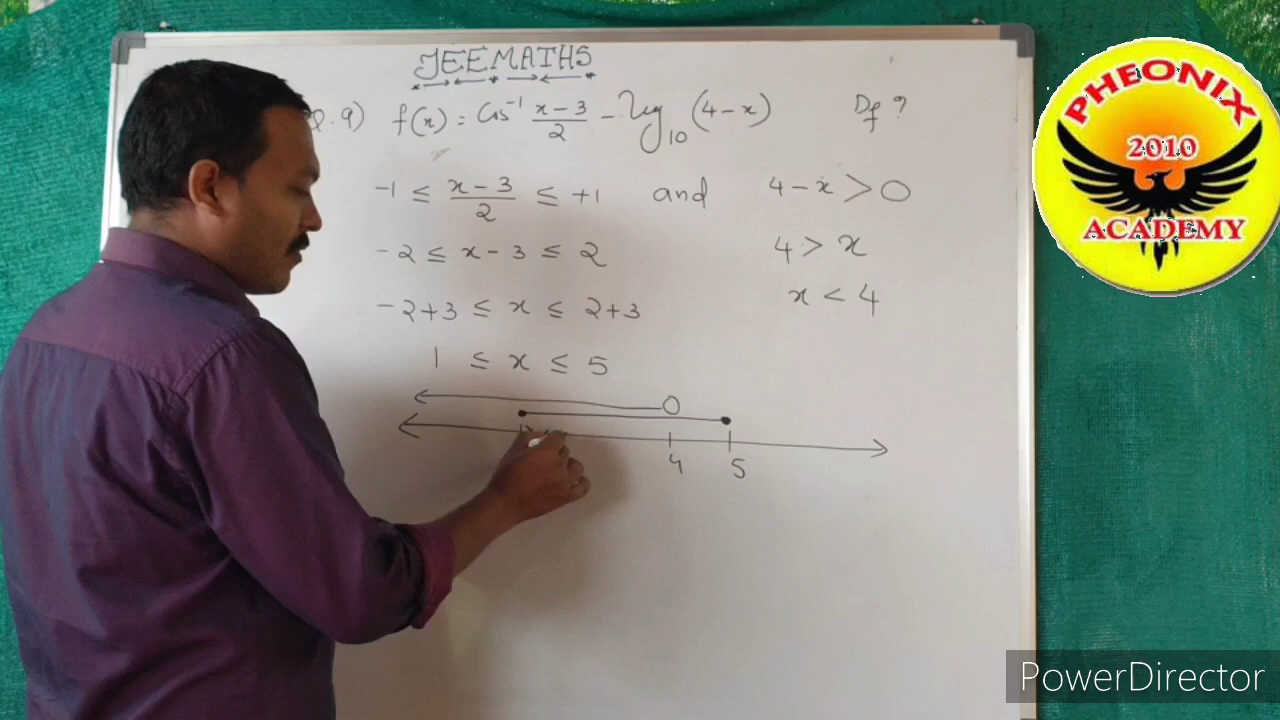 JEEMATHS
Q.9) f(x) = Cos⁻¹ (x-3)/2 - log₁₀ (4-x) Df ?
-1 ≤ (x-3)/2 ≤ +1 and 4-x > 0
-2 ≤ x-3 ≤ 2 4 > x
-2+3 ≤ x ≤ 2+3 x < 4
1 ≤ x ≤ 5
4 5
PHEONIX
2010
ACADEMY
PowerDirector